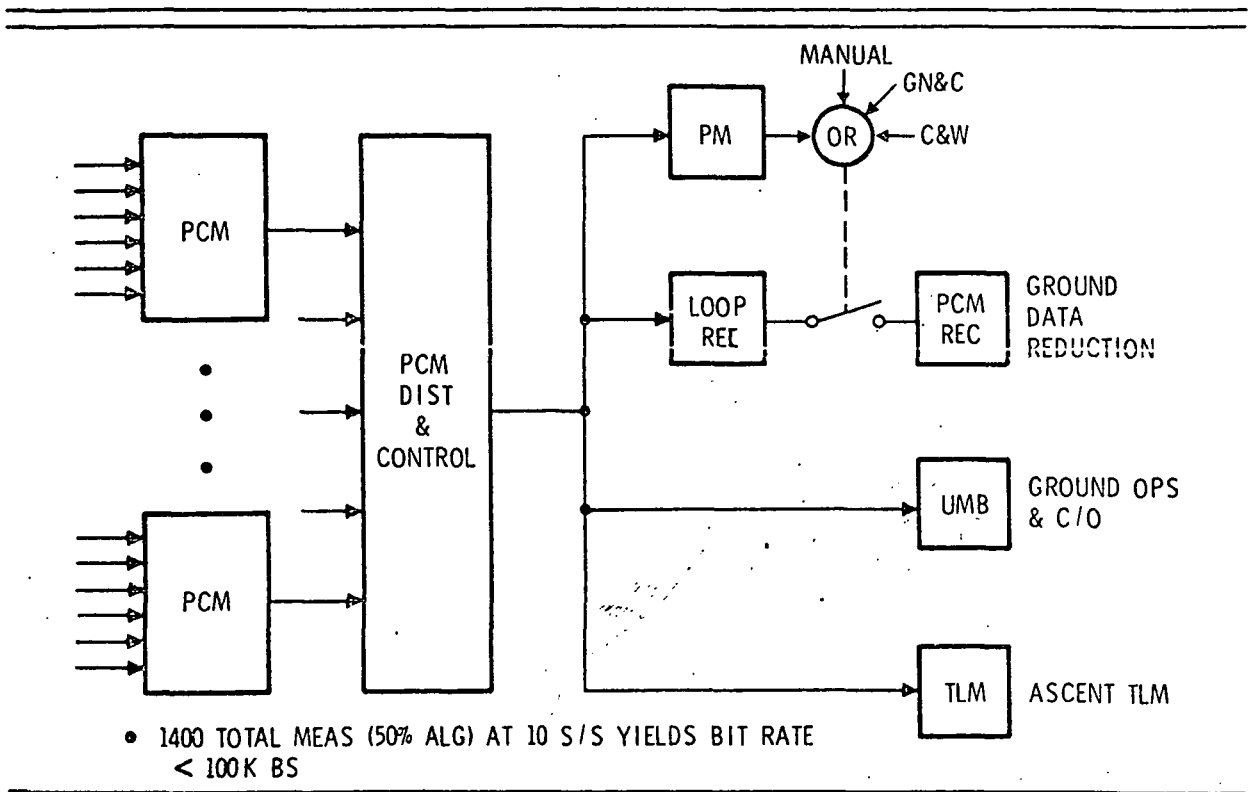 MANUAL
GN&C
PM
OR
C&W
PCM
PCM
DIST
&
CONTROL
LOOP
REC
PCM
REC
GROUND
DATA
REDUCTION
UMB
GROUND OPS
& C/O
PCM
TLM
ASCENT TLM
• 1400 TOTAL MEAS (50% ALG) AT 10 S/S YIELDS BIT RATE
< 100K BS